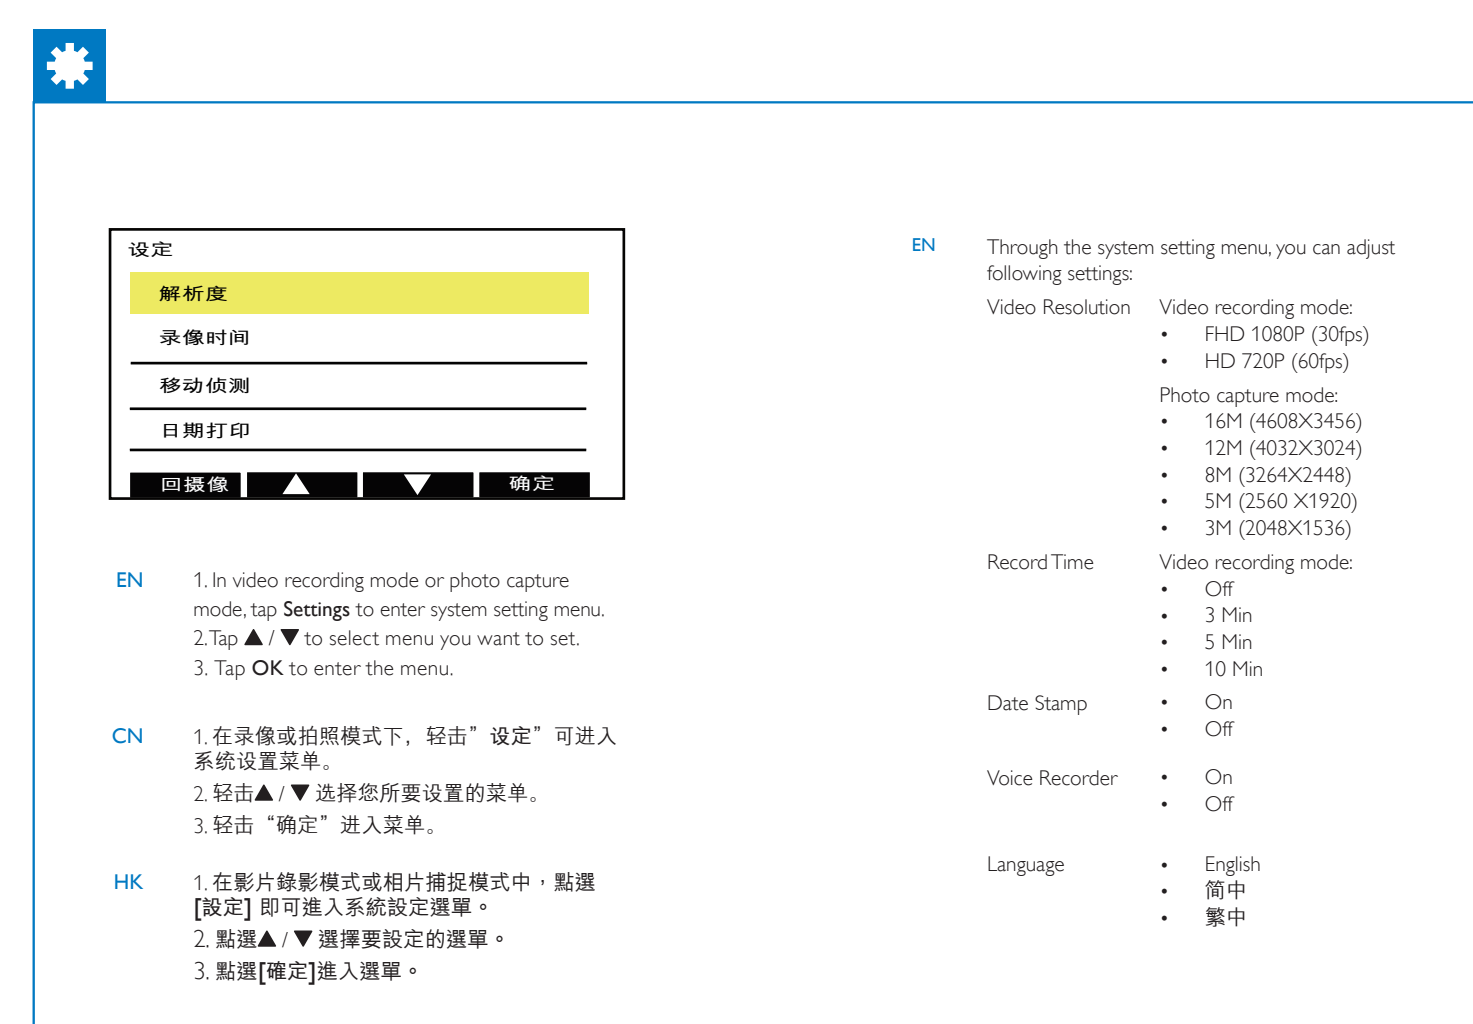 设定
解析度
录像时间
移动侦测
日期打印
回摄像 ▲ ▼ 确定
EN 1. In video recording mode or photo capture
mode, tap Settings to enter system setting menu.
2.Tap ▲ / ▼ to select menu you want to set.
3. Tap OK to enter the menu.
CN 1. 在录像或拍照模式下，轻击”设定”可进入
系统设置菜单。
2. 轻击▲ / ▼ 选择您所要设置的菜单。
3. 轻击“确定”进入菜单。
HK 1. 在影片錄影模式或相片捕捉模式中，點選
[設定] 即可進入系統設定選單。
2. 點選▲ / ▼ 選擇要設定的選單。
3. 點選[確定]進入選單。
EN Through the system setting menu, you can adjust
following settings:
Video Resolution Video recording mode:
• FHD 1080P (30fps)
• HD 720P (60fps)
Photo capture mode:
• 16M (4608X3456)
• 12M (4032X3024)
• 8M (3264X2448)
• 5M (2560 X1920)
• 3M (2048X1536)
Record Time Video recording mode:
• Off
• 3 Min
• 5 Min
• 10 Min
Date Stamp • On
• Off
Voice Recorder • On
• Off
Language • English
• 简中
• 繁中